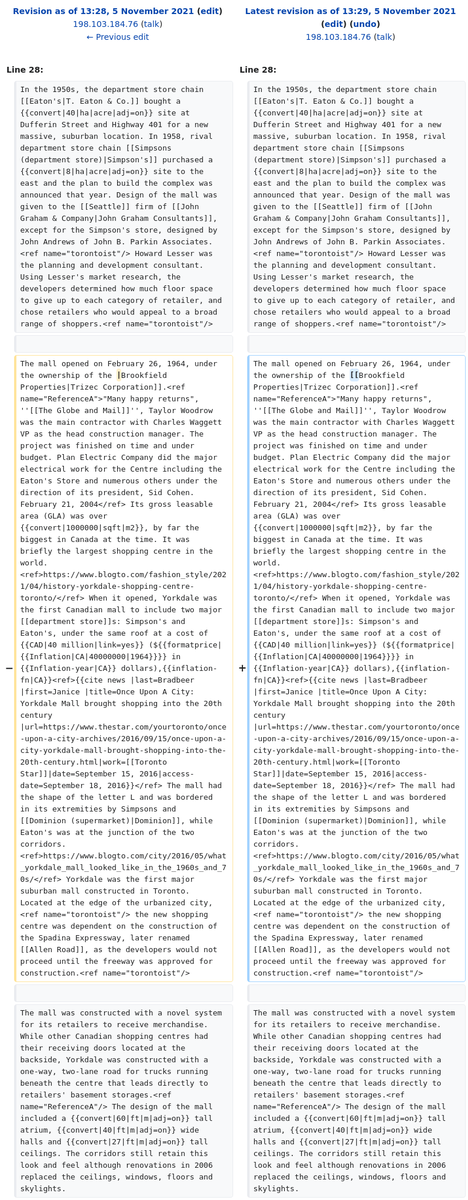 Revision as of 13:28, 5 November 2021 (edit)
198.103.184.76 (talk)
← Previous edit
Latest revision as of 13:29, 5 November 2021
(edit) (undo)
198.103.184.76 (talk)
Line 28:
Line 28:
In the 1950s, the department store chain
[[Eaton's|T. Eaton & Co.]] bought a
{{convert|40|ha|acre|adj=on}} site at
Dufferin Street and Highway 401 for a new
massive, suburban location. In 1958, rival
department store chain [[Simpsons
(department store)|Simpson's]] purchased a
{{convert|8|ha|acre|adj=on}} site to the
east and the plan to build the complex was
announced that year. Design of the mall was
given to the [[Seattle]] firm of [[John
Graham & Company|John Graham Consultants]],
except for the Simpson's store, designed by
John Andrews of John B. Parkin Associates.
<ref name="torontoist"/> Howard Lesser was
the planning and development consultant.
Using Lesser's market research, the
developers determined how much floor space
to give up to each category of retailer, and
chose retailers who would appeal to a broad
range of shoppers.<ref name="torontoist"/>
In the 1950s, the department store chain
[[Eaton's|T. Eaton & Co.]] bought a
{{convert|40|ha|acre|adj=on}} site at
Dufferin Street and Highway 401 for a new
massive, suburban location. In 1958, rival
department store chain [[Simpsons
(department store)|Simpson's]] purchased a
{{convert|8|ha|acre|adj=on}} site to the
east and the plan to build the complex was
announced that year. Design of the mall was
given to the [[Seattle]] firm of [[John
Graham & Company|John Graham Consultants]],
except for the Simpson's store, designed by
John Andrews of John B. Parkin Associates.
<ref name="torontoist"/> Howard Lesser was
the planning and development consultant.
Using Lesser's market research, the
developers determined how much floor space
to give up to each category of retailer, and
chose retailers who would appeal to a broad
range of shoppers.<ref name="torontoist"/>
−
The mall opened on February 26, 1964, under
the ownership of the [Brookfield
Properties|Trizec Corporation]].<ref
name="ReferenceA">"Many happy returns",
''[[The Globe and Mail]]'', Taylor Woodrow
was the main contractor with Charles Waggett
VP as the head construction manager. The
project was finished on time and under
budget. Plan Electric Company did the major
electrical work for the Centre including the
Eaton's Store and numerous others under the
direction of its president, Sid Cohen.
February 21, 2004</ref> Its gross leasable
area (GLA) was over
{{convert|1000000|sqft|m2}}, by far the
biggest in Canada at the time. It was
briefly the largest shopping centre in the
world.
<ref>https://www.blogto.com/fashion_style/202
1/04/history-yorkdale-shopping-centre-
toronto/</ref> When it opened, Yorkdale was
the first Canadian mall to include two major
[[department store]]s: Simpson's and
Eaton's, under the same roof at a cost of
{{CAD|40 million|link=yes}} (${{formatprice|
{{Inflation|CA|40000000|1964}}}} in
{{Inflation-year|CA}} dollars),{{inflation-
fn|CA}}<ref>{{cite news |last=Bradbeer
|first=Janice |title=Once Upon A City:
Yorkdale Mall brought shopping into the 20th
century
|url=https://www.thestar.com/yourtoronto/once
-upon-a-city-archives/2016/09/15/once-upon-a-
city-yorkdale-mall-brought-shopping-into-the-
20th-century.html|work=[[Toronto
Star]]|date=September 15, 2016|access-
date=September 18, 2016}}</ref> The mall had
the shape of the letter L and was bordered
in its extremities by Simpsons and
[[Dominion (supermarket)|Dominion]], while
Eaton's was at the junction of the two
corridors.
<ref>https://www.blogto.com/city/2016/05/what
_yorkdale_mall_looked_like_in_the_1960s_and_7
0s/</ref> Yorkdale was the first major
suburban mall constructed in Toronto.
Located at the edge of the urbanized city,
<ref name="torontoist"/> the new shopping
centre was dependent on the construction of
the Spadina Expressway, later renamed
[[Allen Road]], as the developers would not
proceed until the freeway was approved for
construction.<ref name="torontoist"/>
+
The mall opened on February 26, 1964, under
the ownership of the [[Brookfield
Properties|Trizec Corporation]].<ref
name="ReferenceA">"Many happy returns",
''[[The Globe and Mail]]'', Taylor Woodrow
was the main contractor with Charles Waggett
VP as the head construction manager. The
project was finished on time and under
budget. Plan Electric Company did the major
electrical work for the Centre including the
Eaton's Store and numerous others under the
direction of its president, Sid Cohen.
February 21, 2004</ref> Its gross leasable
area (GLA) was over
{{convert|1000000|sqft|m2}}, by far the
biggest in Canada at the time. It was
briefly the largest shopping centre in the
world.
<ref>https://www.blogto.com/fashion_style/202
1/04/history-yorkdale-shopping-centre-
toronto/</ref> When it opened, Yorkdale was
the first Canadian mall to include two major
[[department store]]s: Simpson's and
Eaton's, under the same roof at a cost of
{{CAD|40 million|link=yes}} (${{formatprice|
{{Inflation|CA|40000000|1964}}}} in
{{Inflation-year|CA}} dollars),{{inflation-
fn|CA}}<ref>{{cite news |last=Bradbeer
|first=Janice |title=Once Upon A City:
Yorkdale Mall brought shopping into the 20th
century
|url=https://www.thestar.com/yourtoronto/once
-upon-a-city-archives/2016/09/15/once-upon-a-
city-yorkdale-mall-brought-shopping-into-the-
20th-century.html|work=[[Toronto
Star]]|date=September 15, 2016|access-
date=September 18, 2016}}</ref> The mall had
the shape of the letter L and was bordered
in its extremities by Simpsons and
[[Dominion (supermarket)|Dominion]], while
Eaton's was at the junction of the two
corridors.
<ref>https://www.blogto.com/city/2016/05/what
_yorkdale_mall_looked_like_in_the_1960s_and_7
0s/</ref> Yorkdale was the first major
suburban mall constructed in Toronto.
Located at the edge of the urbanized city,
<ref name="torontoist"/> the new shopping
centre was dependent on the construction of
the Spadina Expressway, later renamed
[[Allen Road]], as the developers would not
proceed until the freeway was approved for
construction.<ref name="torontoist"/>
The mall was constructed with a novel system
for its retailers to receive merchandise.
While other Canadian shopping centres had
their receiving doors located at the
backside, Yorkdale was constructed with a
one-way, two-lane road for trucks running
beneath the centre that leads directly to
retailers' basement storages.<ref
name="ReferenceA"/> The design of the mall
included a {{convert|60|ft|m|adj=on}} tall
atrium, {{convert|40|ft|m|adj=on}} wide
halls and {{convert|27|ft|m|adj=on}} tall
ceilings. The corridors still retain this
look and feel although renovations in 2006
replaced the ceilings, windows, floors and
skylights.
The mall was constructed with a novel system
for its retailers to receive merchandise.
While other Canadian shopping centres had
their receiving doors located at the
backside, Yorkdale was constructed with a
one-way, two-lane road for trucks running
beneath the centre that leads directly to
retailers' basement storages.<ref
name="ReferenceA"/> The design of the mall
included a {{convert|60|ft|m|adj=on}} tall
atrium, {{convert|40|ft|m|adj=on}} wide
halls and {{convert|27|ft|m|adj=on}} tall
ceilings. The corridors still retain this
look and feel although renovations in 2006
replaced the ceilings, windows, floors and
skylights.